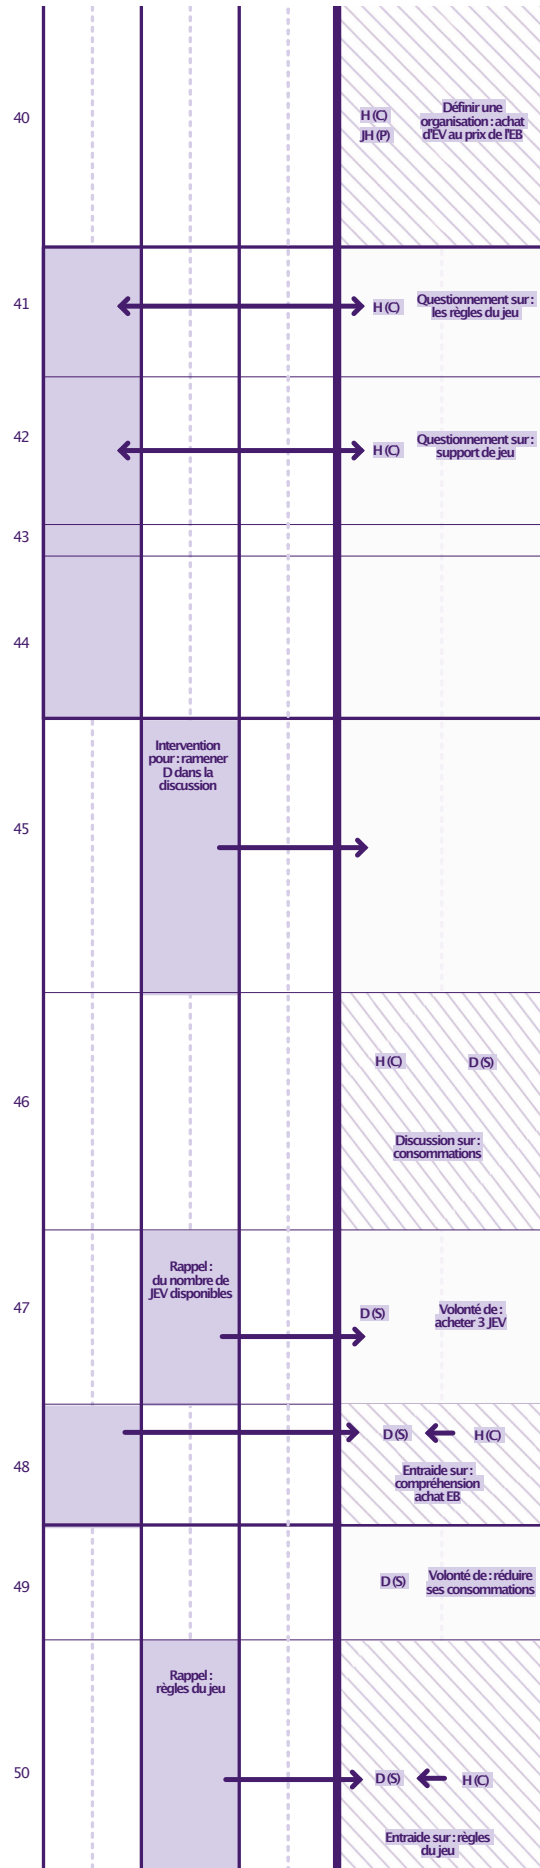 40
H (C)
JH (P)
Définir une
organisation : achat
d'EV au prix de l'EB
41
H (C)
Questionnement sur :
les règles du jeu
42
H (C)
Questionnement sur :
support de jeu
43
44
45
Intervention
pour : ramener
D dans la
discussion
46
H (C)
D (S)
Discussion sur :
consommations
47
Rappel :
du nombre de
JEV disponibles
D (S)
Volonté de :
acheter 3 JEV
48
D (S)
H (C)
Entraide sur :
compréhension
achat EB
49
D (S)
Volonté de : réduire
ses consommations
50
Rappel :
règles du jeu
D (S)
H (C)
Entraide sur : règles
du jeu